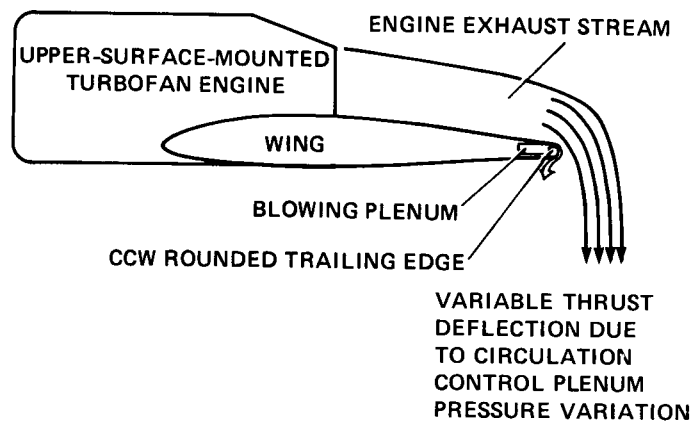 ENGINE EXHAUST STREAM
UPPER-SURFACE-MOUNTED
TURBOFAN ENGINE
WING
BLOWING PLENUM
CCW ROUNDED TRAILING EDGE
VARIABLE THRUST
DEFLECTION DUE
TO CIRCULATION
CONTROL PLENUM
PRESSURE VARIATION